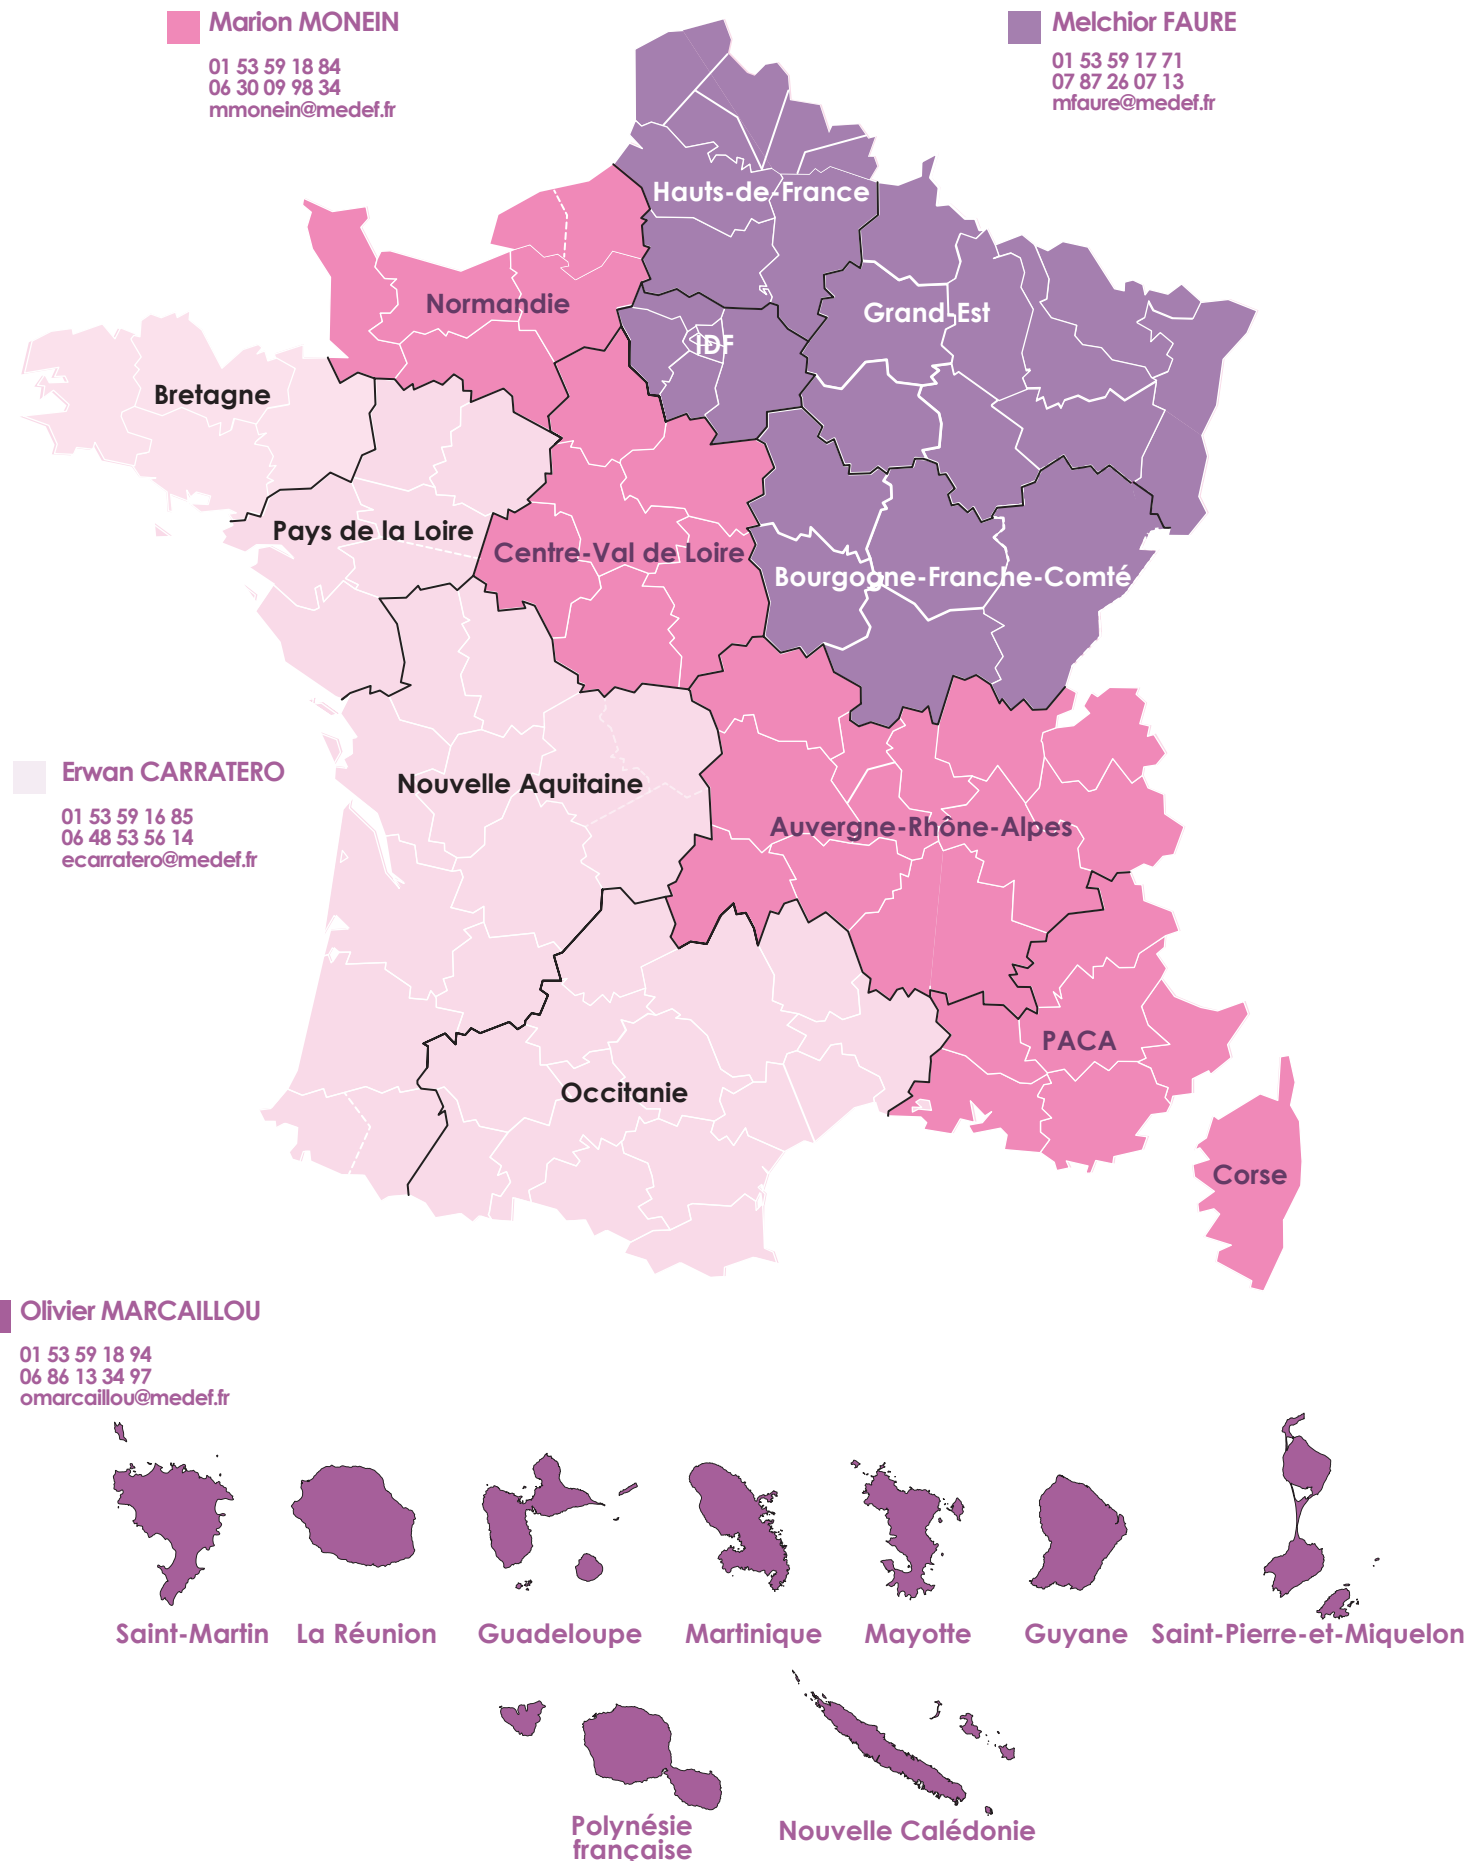 Marion MONEIN
01 53 59 18 84
06 30 09 98 34
mmonein@medef.fr
Melchior FAURE
01 53 59 17 71
07 87 26 07 13
mfaure@medef.fr
Hauts-de-France
Normandie
Grand-Est
IDF
Bretagne
Pays de la Loire
Centre-Val de Loire
Bourgogne-Franche-Comté
Erwan CARRATERO
01 53 59 16 85
06 48 53 56 14
ecarratero@medef.fr
Nouvelle Aquitaine
Auvergne-Rhône-Alpes
PACA
Occitanie
Corse
Olivier MARCAILLOU
01 53 59 18 94
06 86 13 34 97
omarcaillou@medef.fr
Saint-Martin
La Réunion
Guadeloupe
Martinique
Mayotte
Guyane
Saint-Pierre-et-Miquelon
Polynésie
française
Nouvelle Calédonie